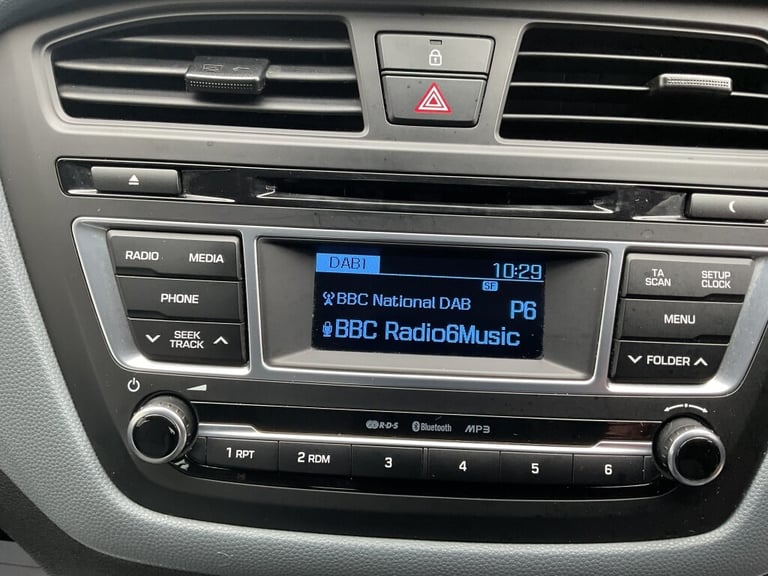 RADIO MEDIA
PHONE
SEEK
TRACK
DAB1
10:29
SF
BBC National DAB
P6
BBC Radio6Music
TA
SCAN
SETUP
CLOCK
MENU
FOLDER
R·D·S
Bluetooth
MP3
1 RPT
2 RDM
3
4
5
6